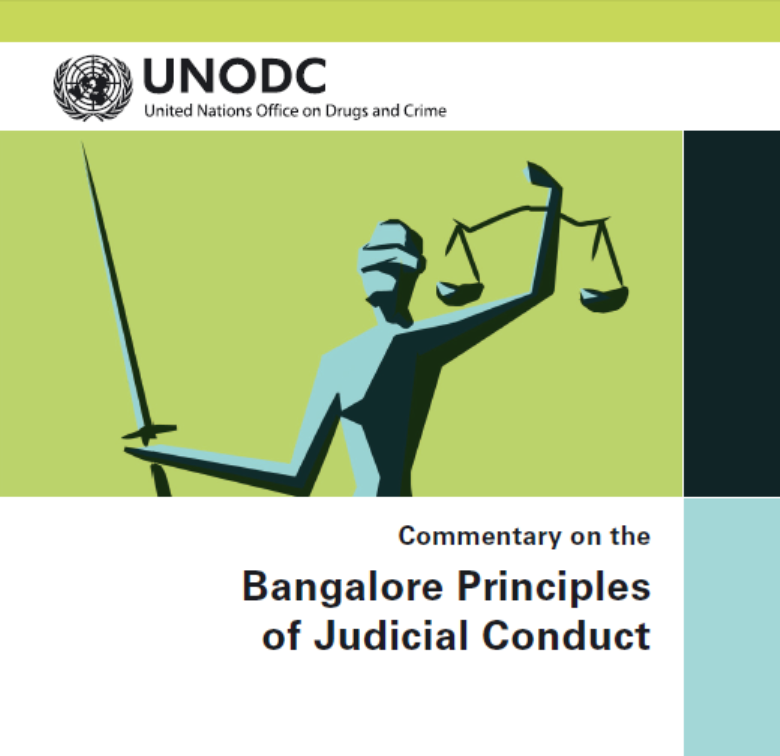 UNODC
United Nations Office on Drugs and Crime
Commentary on the
Bangalore Principles
of Judicial Conduct